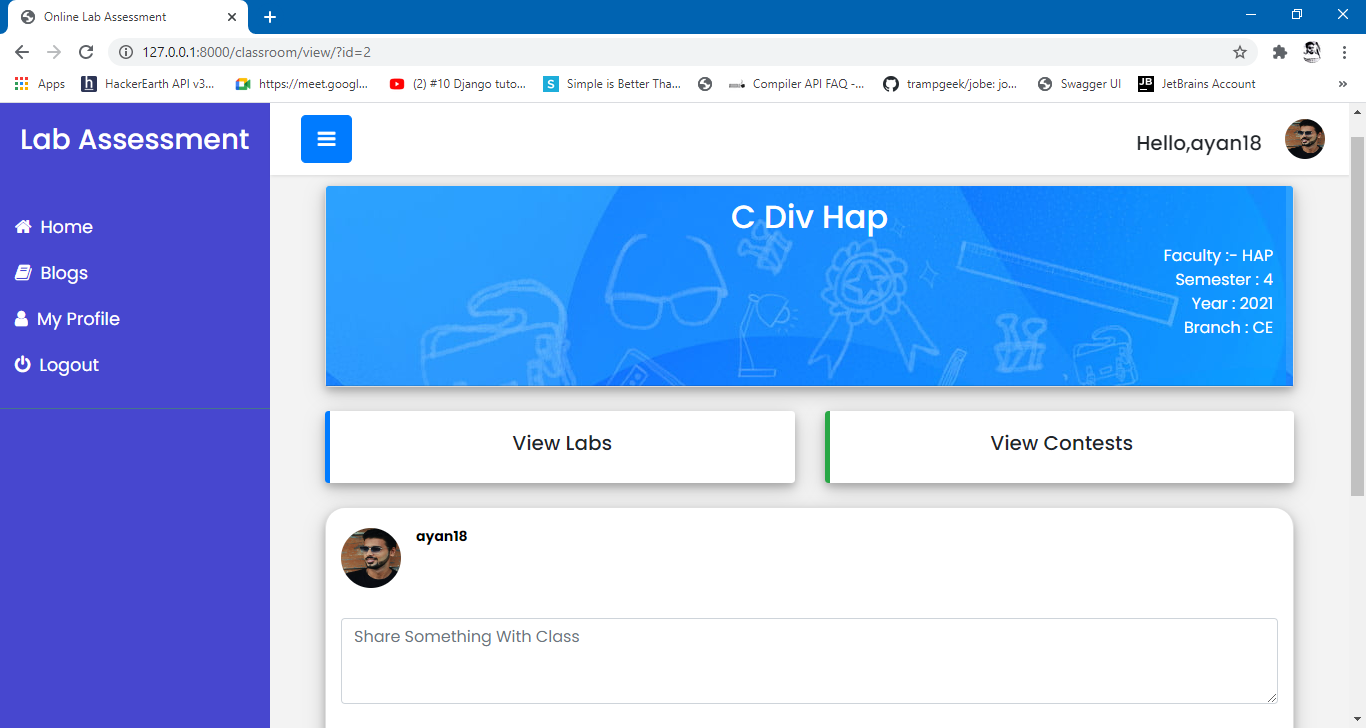 Online Lab Assessment
127.0.0.1:8000/classroom/view/?id=2
Apps
HackerEarth API v3...
https://meet.googl...
(2) #10 Django tuto...
S
Simple is Better Tha...
Compiler API FAQ -...
trampgeek/jobe: jo...
Swagger UI
JB
JetBrains Account
»
Lab Assessment
Hello,ayan18
Home
Blogs
My Profile
Logout
C Div Hap
Faculty :- HAP
Semester : 4
Year : 2021
Branch : CE
View Labs
View Contests
ayan18
Share Something With Class